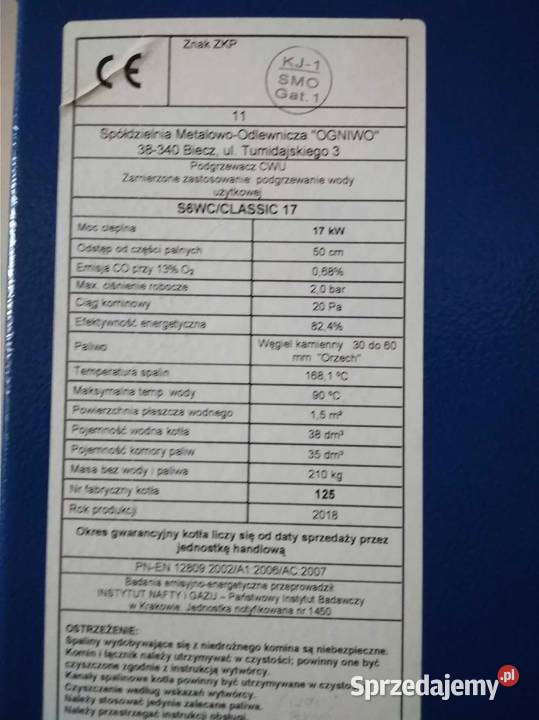 CE
Znak ZKP
KJ-1
SMO
Gat.1
11
Spółdzielnia Metalowo-Odlewnicza "OGNIWO"
38-340 Biecz, ul. Tumidajskiego 3
Podgrzewacz CWU
Zamierzone zastosowanie: podgrzewanie wody
użytkowej
S6WC/CLASSIC 17
Moc cieplna 17 kW
Odstęp od części palnych 50 cm
Emisja CO przy 13% O₂ 0,68%
Max. ciśnienie robocze 2,0 bar
Ciąg kominowy 20 Pa
Efektywność energetyczna 82,4%
Paliwo Węgiel kamienny 30 do 60
mm "Orzech"
Temperatura spalin 168,1 ºC
Maksymalna temp. wody 90 ºC
Powierzchnia płaszcza wodnego 1,5 m²
Pojemność wodna kotła 38 dm³
Pojemność komory paliw 35 dm³
Masa bez wody i paliwa 210 kg
Nr fabryczny kotła 125
Rok produkcji 2018
Okres gwarancyjny kotła liczy się od daty sprzedaży przez
jednostkę handlową
PN-EN 12809:2002/A1:2006/AC:2007
Badania emisyjno-energetyczne przeprowadził
INSTYTUT NAFTY i GAZU – Państwowy Instytut Badawczy
w Krakowie. Jednostka notyfikowana nr 1450
OSTRZEŻENIE:
Spaliny wydobywające się z niedrożnego komina są niebezpieczne.
Komin i łącznik należy utrzymywać w czystości; powinny one być
czyszczone zgodnie z instrukcją wytwórcy.
Kanały spalinowe kotła powinny być utrzymywane w czystości
Czyszczenie według wskazań wytwórcy.
Należy stosować jedynie zalecane paliwa.
Należy przestrzegać instrukcji obsługi
Sprzedajemy.pl